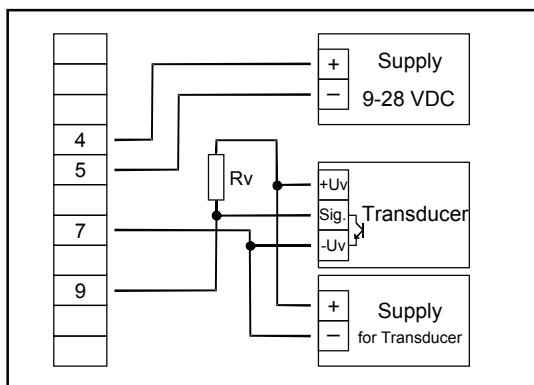 4
5
7
9
Rv
+
−
Supply
9-28 VDC
+Uv
Sig.
-Uv
Transducer
+
−
Supply
for Transducer